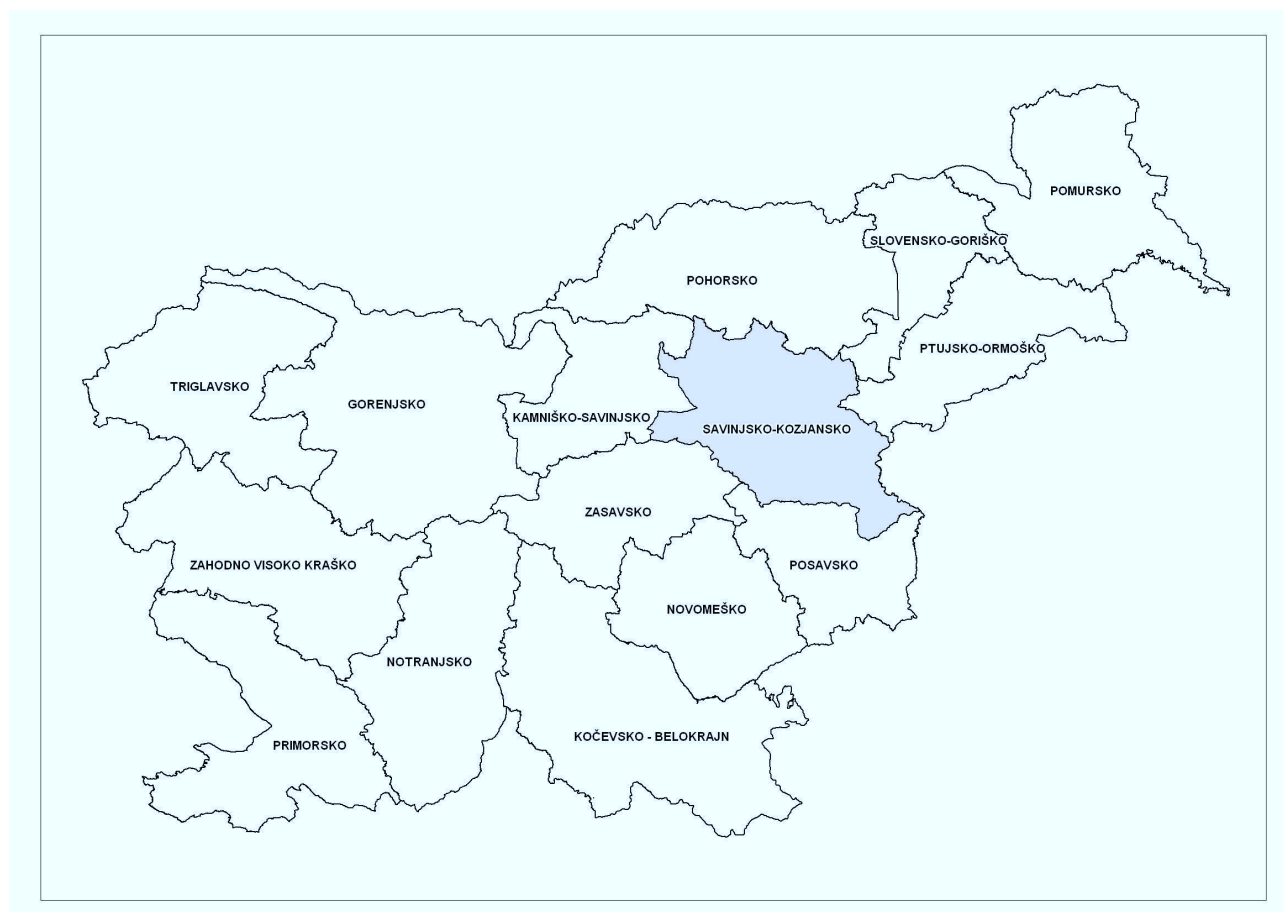 POMURSKO
SLOVENSKO-GORIŠKO
POHORSKO
PTUJSKO-ORMOŠKO
TRIGLAVSKO
GORENJSKO
KAMNIŠKO-SAVINJSKO
SAVINJSKO-KOZJANSKO
ZASAVSKO
ZAHODNO VISOKO KRAŠKO
POSAVSKO
NOVOMEŠKO
NOTRANJSKO
KOČEVSKO - BELOKRAJN
PRIMORSKO